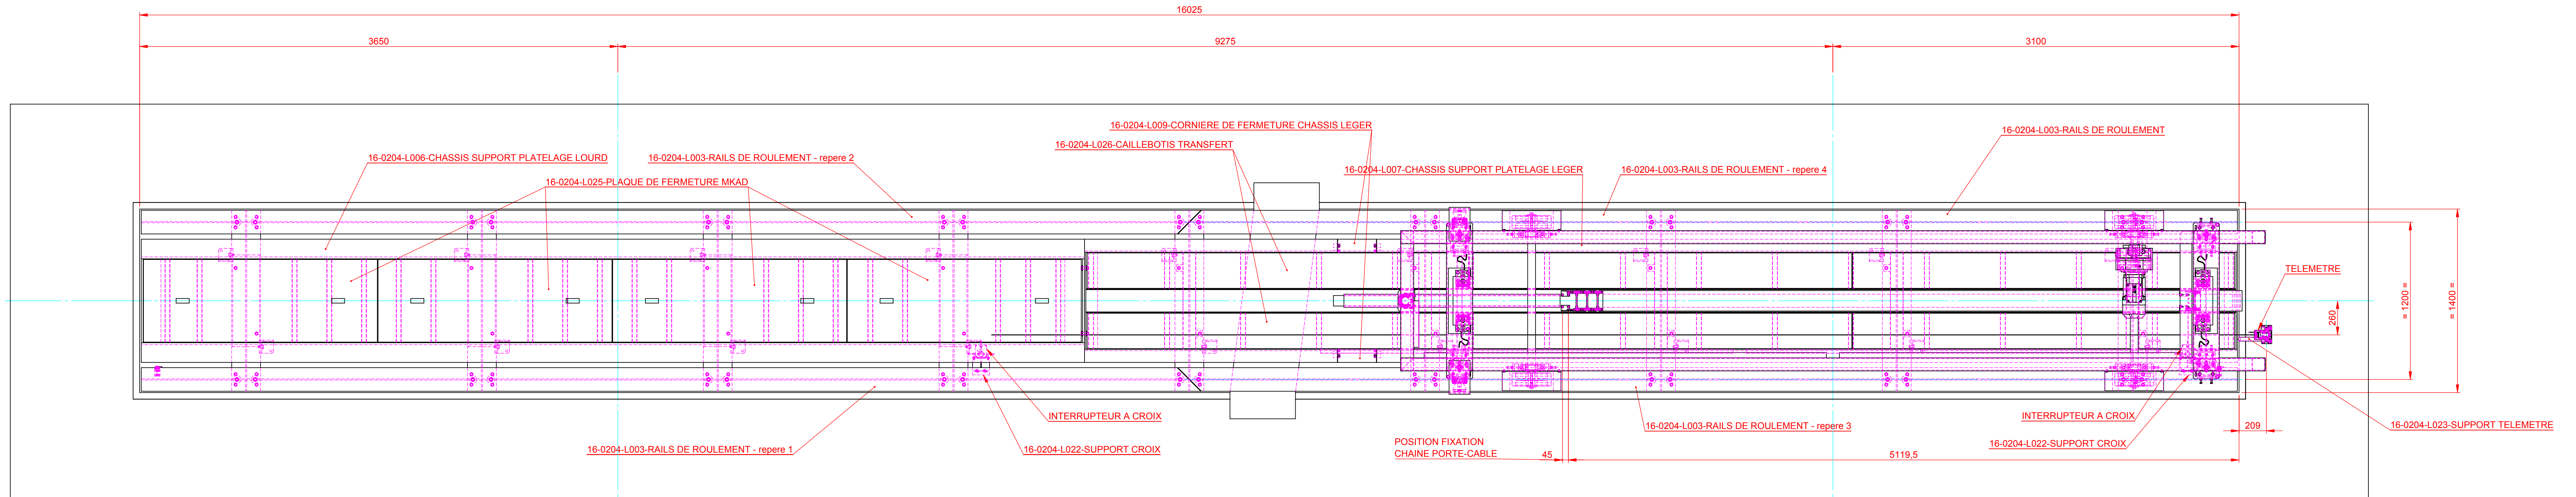 16025
3650
9275
3100
16-0204-L009-CORNIERE DE FERMETURE CHASSIS LEGER
16-0204-L003-RAILS DE ROULEMENT
16-0204-L026-CAILLEBOTIS TRANSFERT
16-0204-L006-CHASSIS SUPPORT PLATELAGE LOURD
16-0204-L003-RAILS DE ROULEMENT - repere 2
16-0204-L007-CHASSIS SUPPORT PLATELAGE LEGER
16-0204-L003-RAILS DE ROULEMENT - repere 4
16-0204-L025-PLAQUE DE FERMETURE MKAD
TELEMETRE
= 1200 =
= 1400 =
260
INTERRUPTEUR A CROIX
INTERRUPTEUR A CROIX
16-0204-L003-RAILS DE ROULEMENT - repere 3
209
16-0204-L023-SUPPORT TELEMETRE
16-0204-L003-RAILS DE ROULEMENT - repere 1
16-0204-L022-SUPPORT CROIX
POSITION FIXATION
CHAINE PORTE-CABLE
45
16-0204-L022-SUPPORT CROIX
5119,5